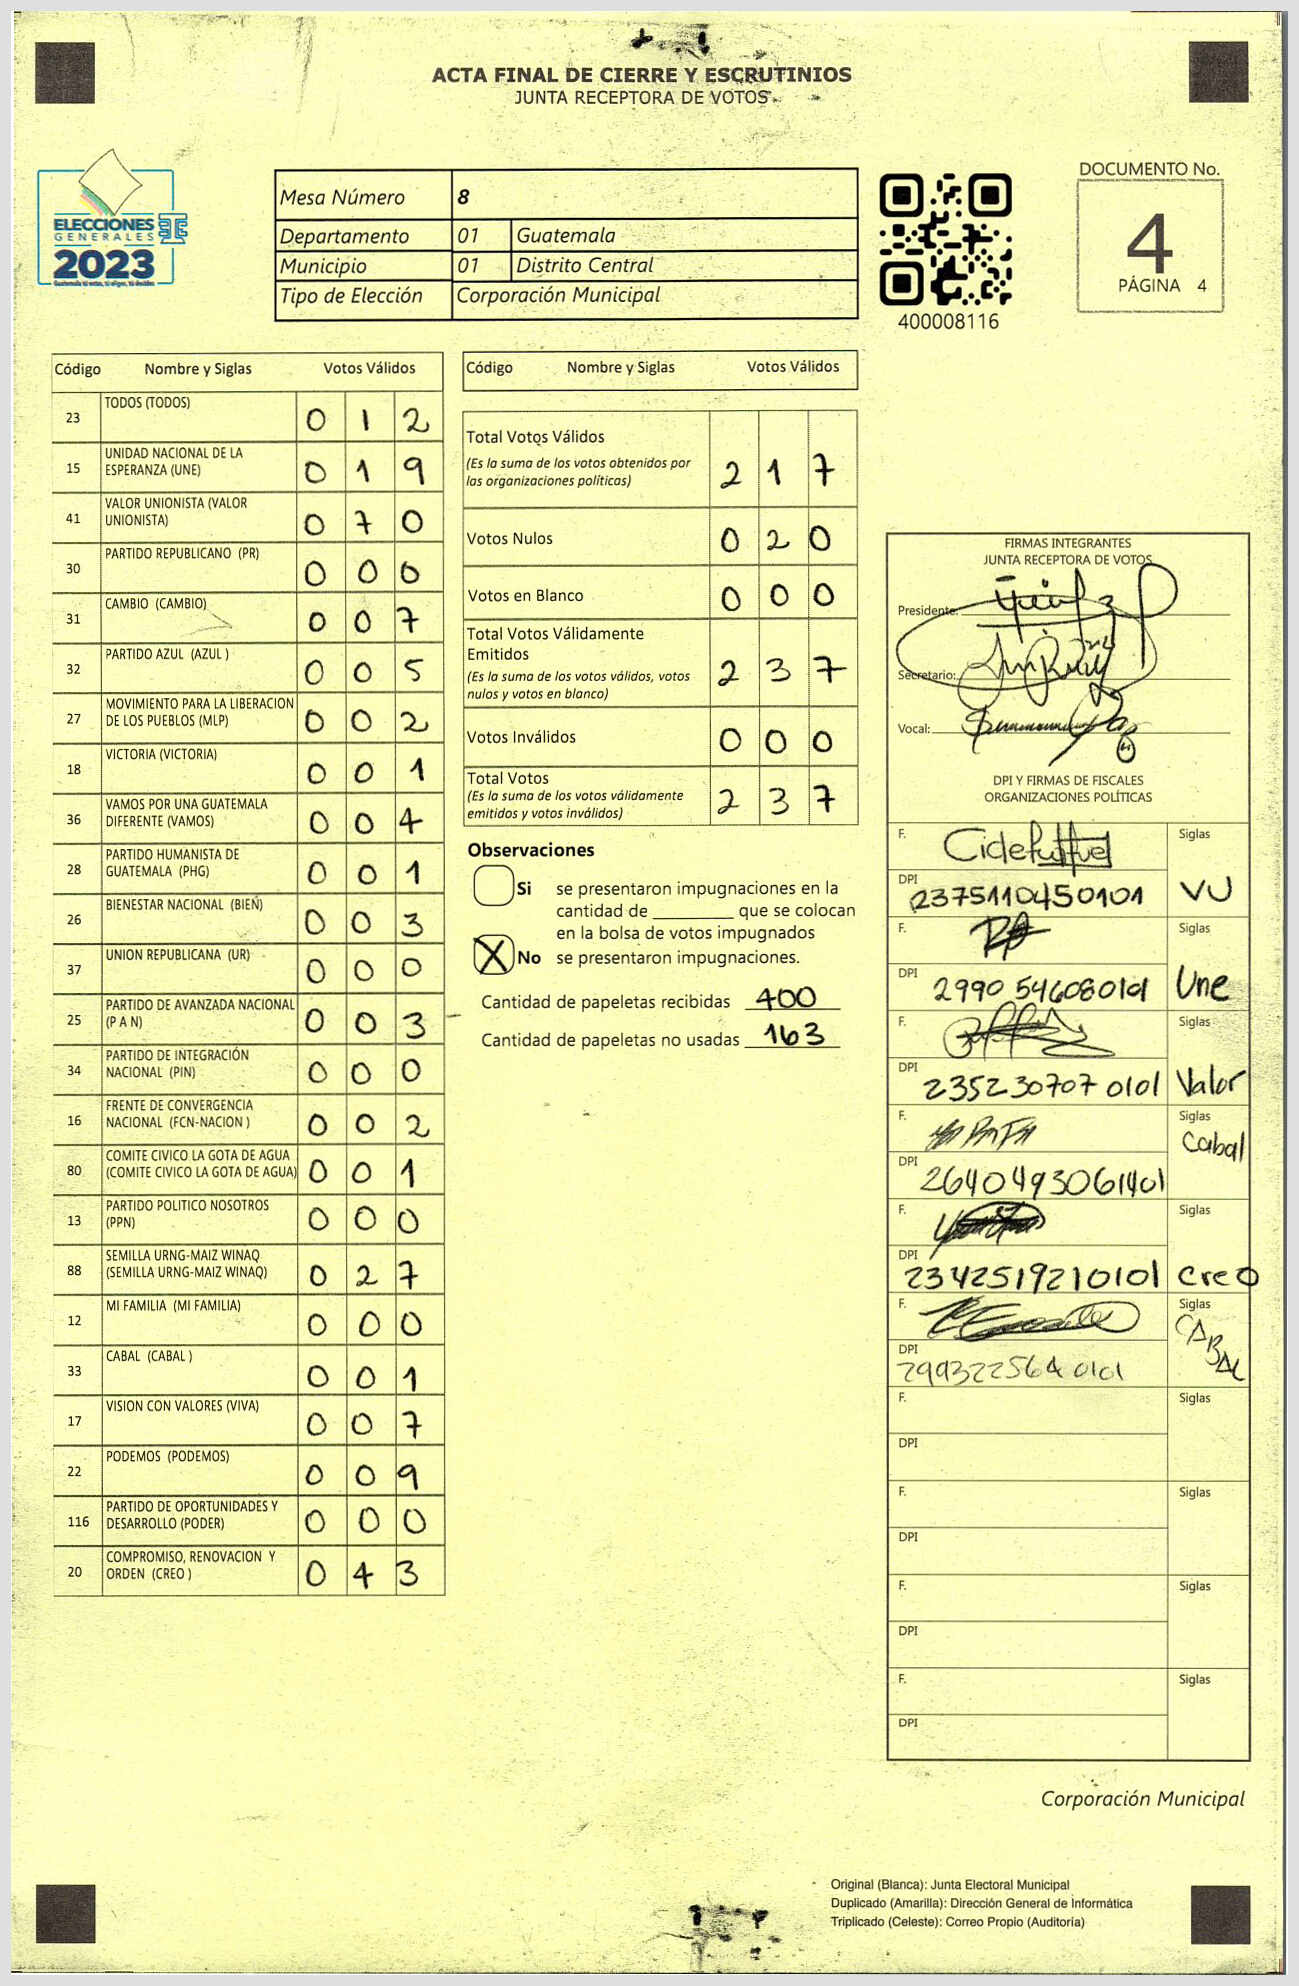 ACTA FINAL DE CIERRE Y ESCRUTINIOS
JUNTA RECEPTORA DE VOTOS
ELECCIONES
GENERALES
2023
Guatemala tú votas, tú eliges, tú decides
Mesa Número 8
Departamento 01 Guatemala
Municipio 01 Distrito Central
Tipo de Elección Corporación Municipal
400008116
DOCUMENTO No.
4
PÁGINA 4
Código Nombre y Siglas Votos Válidos
23 TODOS (TODOS) 0 1 2
15 UNIDAD NACIONAL DE LA
ESPERANZA (UNE) 0 1 9
41 VALOR UNIONISTA (VALOR
UNIONISTA) 0 7 0
30 PARTIDO REPUBLICANO (PR) 0 0 0
31 CAMBIO (CAMBIO) 0 0 7
32 PARTIDO AZUL (AZUL ) 0 0 5
27 MOVIMIENTO PARA LA LIBERACION
DE LOS PUEBLOS (MLP) 0 0 2
18 VICTORIA (VICTORIA) 0 0 1
36 VAMOS POR UNA GUATEMALA
DIFERENTE (VAMOS) 0 0 4
28 PARTIDO HUMANISTA DE
GUATEMALA (PHG) 0 0 1
26 BIENESTAR NACIONAL (BIEN) 0 0 3
37 UNION REPUBLICANA (UR) 0 0 0
25 PARTIDO DE AVANZADA NACIONAL
(P A N) 0 0 3
34 PARTIDO DE INTEGRACIÓN
NACIONAL (PIN) 0 0 0
16 FRENTE DE CONVERGENCIA
NACIONAL (FCN-NACION ) 0 0 2
80 COMITE CIVICO LA GOTA DE AGUA
(COMITE CIVICO LA GOTA DE AGUA) 0 0 1
13 PARTIDO POLITICO NOSOTROS
(PPN) 0 0 0
88 SEMILLA URNG-MAIZ WINAQ
(SEMILLA URNG-MAIZ WINAQ) 0 2 7
12 MI FAMILIA (MI FAMILIA) 0 0 0
33 CABAL (CABAL ) 0 0 1
17 VISION CON VALORES (VIVA) 0 0 7
22 PODEMOS (PODEMOS) 0 0 9
116 PARTIDO DE OPORTUNIDADES Y
DESARROLLO (PODER) 0 0 0
20 COMPROMISO, RENOVACION Y
ORDEN (CREO ) 0 4 3
Código Nombre y Siglas Votos Válidos
Total Votos Válidos
(Es la suma de los votos obtenidos por
las organizaciones políticas) 2 1 7
Votos Nulos 0 2 0
Votos en Blanco 0 0 0
Total Votos Válidamente
Emitidos
(Es la suma de los votos válidos, votos
nulos y votos en blanco) 2 3 7
Votos Inválidos 0 0 0
Total Votos
(Es la suma de los votos válidamente
emitidos y votos inválidos) 2 3 7
Observaciones
Si se presentaron impugnaciones en la
cantidad de ________ que se colocan
en la bolsa de votos impugnados
X No se presentaron impugnaciones.
Cantidad de papeletas recibidas 400
Cantidad de papeletas no usadas 163
FIRMAS INTEGRANTES
JUNTA RECEPTORA DE VOTOS
Presidente:
Secretario:
Vocal:
DPI Y FIRMAS DE FISCALES
ORGANIZACIONES POLÍTICAS
F. Siglas
DPI 2375110450101 VU
F. Siglas
DPI 2990 54608 0101 Une
F. Siglas
DPI 235230707 0101 Valor
F. Siglas
DPI 2640493061401 Cabal
F. Siglas
DPI 2342519210101 Creo
F. Siglas
DPI 299322564 0101 CABAL
F. Siglas
DPI
F. Siglas
DPI
F. Siglas
DPI
F. Siglas
DPI
Corporación Municipal
Original (Blanca): Junta Electoral Municipal
Duplicado (Amarilla): Dirección General de Informática
Triplicado (Celeste): Correo Propio (Auditoría)